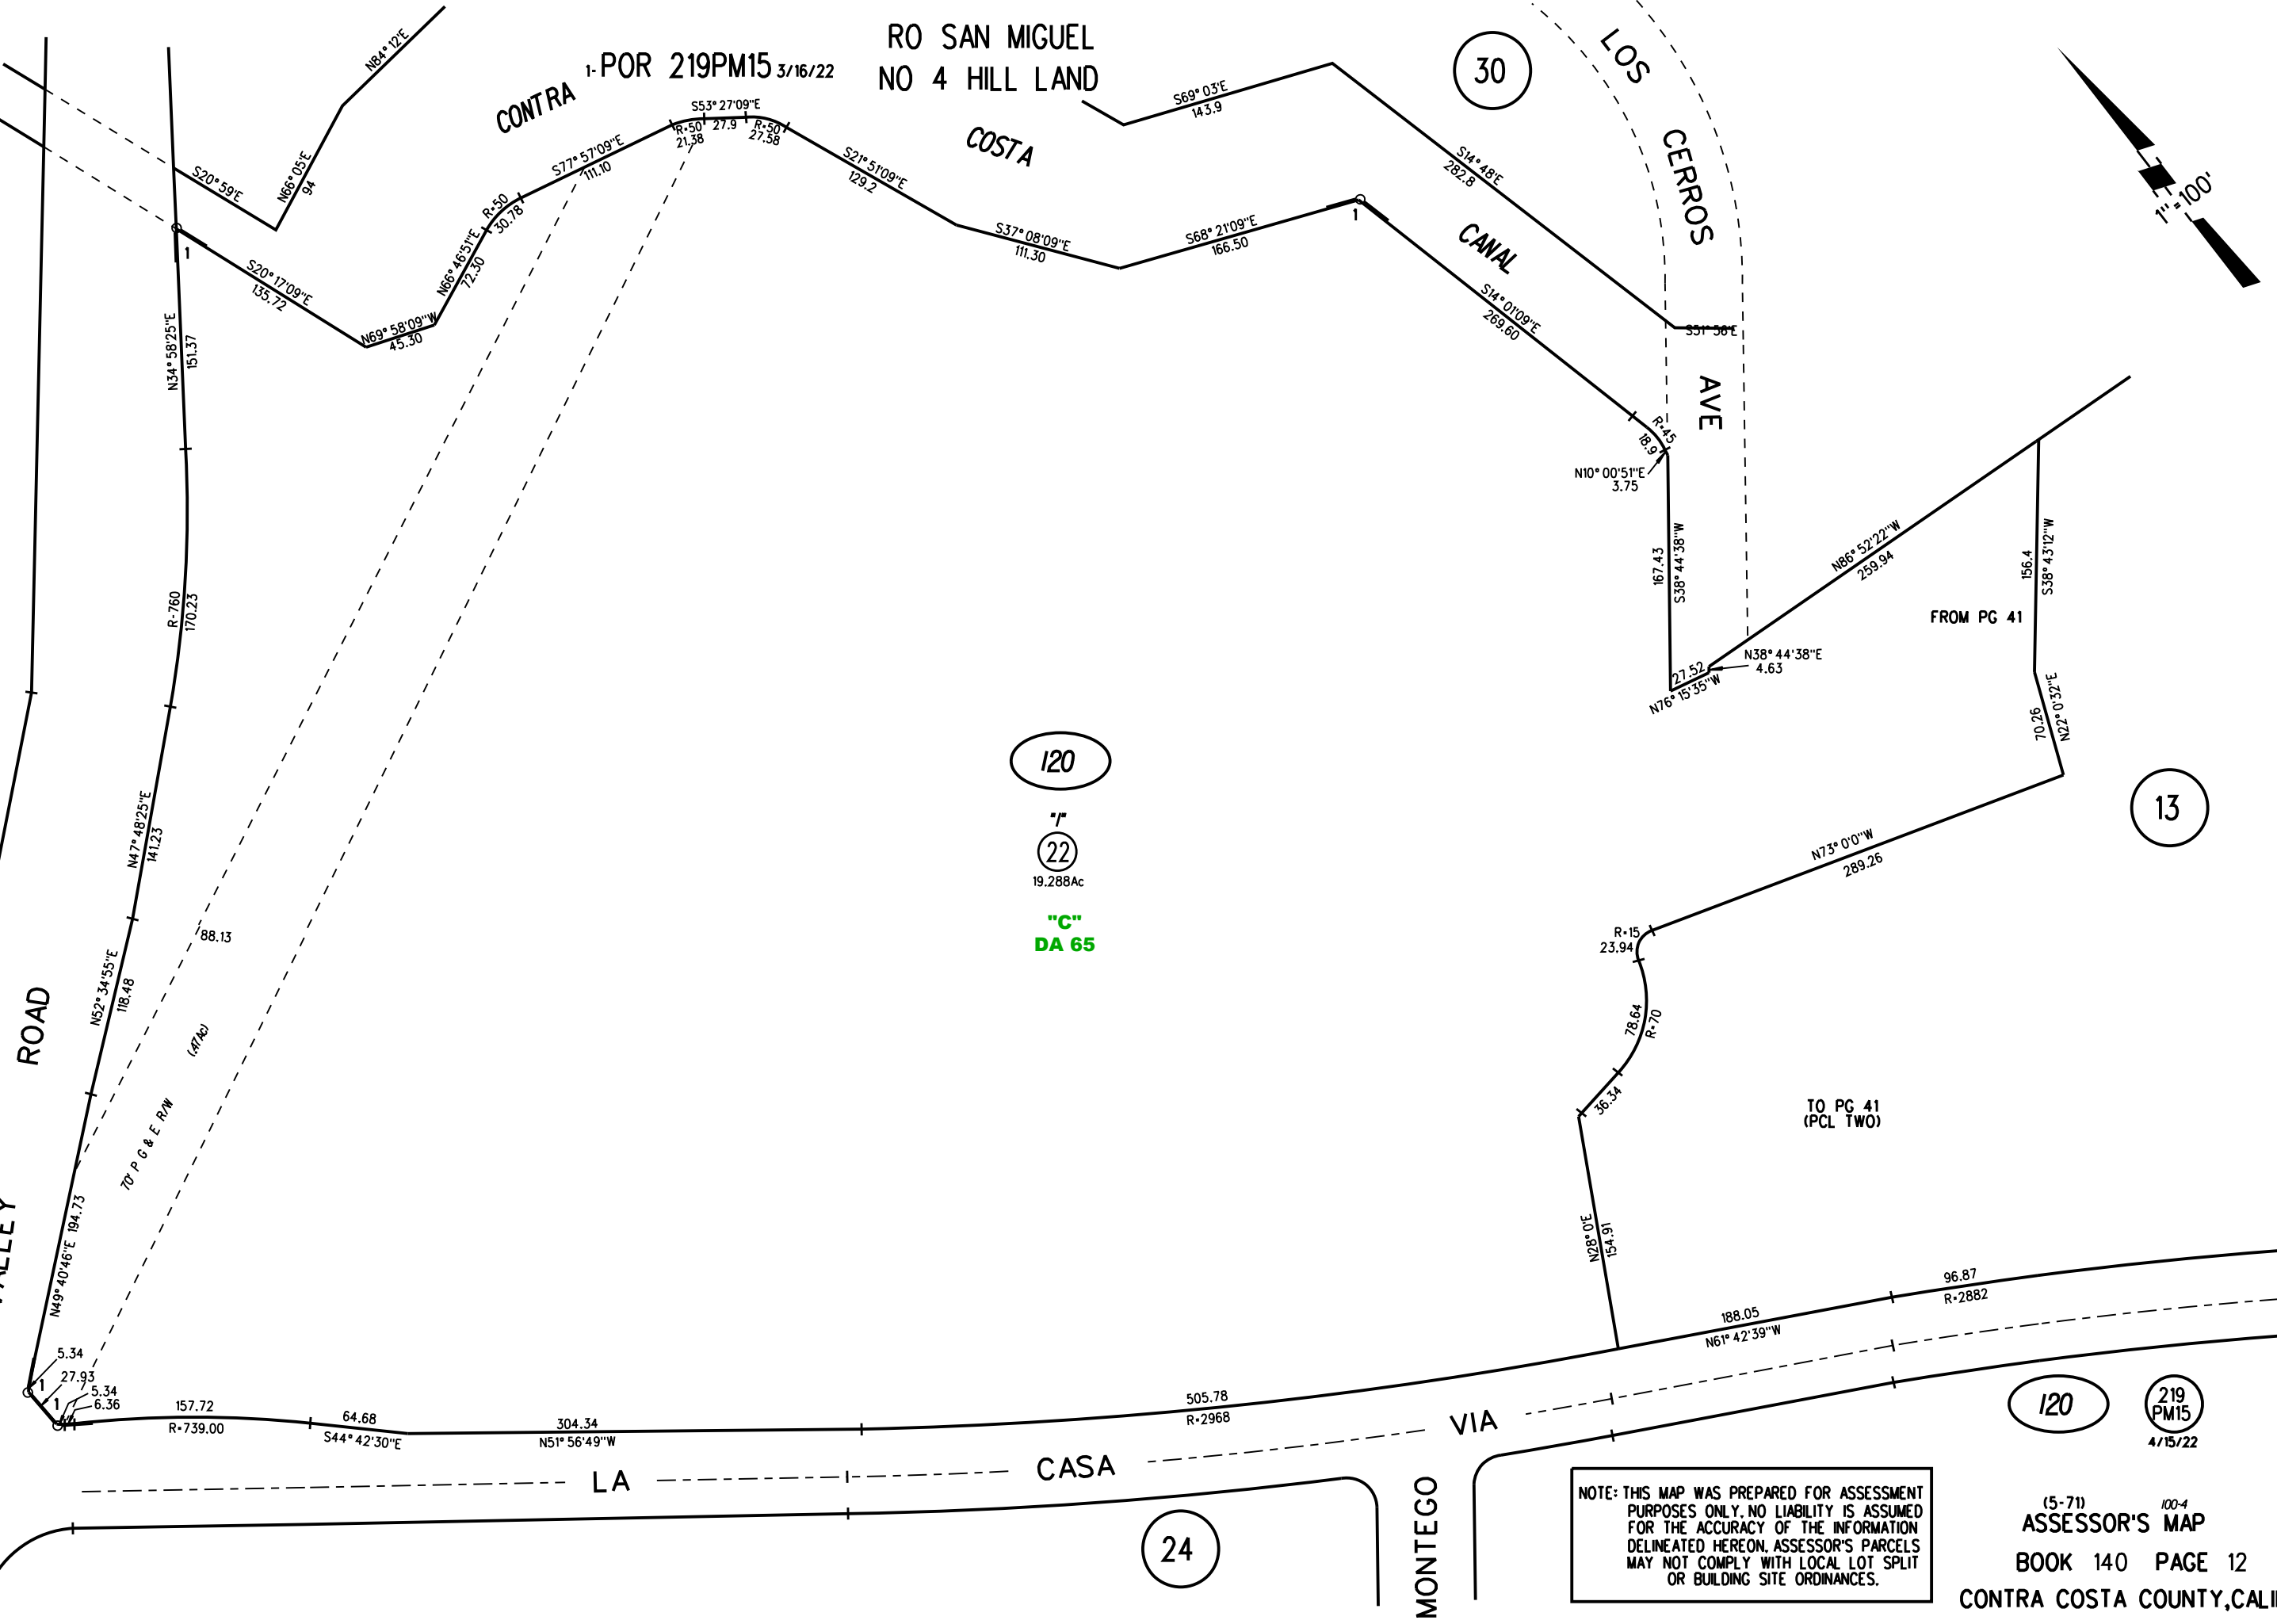 RO SAN MIGUEL
NO 4 HILL LAND
1- POR 219PM15 3/16/22
CONTRA
COSTA
CANAL
30
LOS
CERROS
AVE
1"=100'
N84°12'E
S20°59'E
N66°05'E
94
1
S20°17'09"E
135.72
N69°58'09"W
45.30
N66°46'51"E
72.30
R=50
30.78
S77°57'09"E
111.10
R=50
21.38
S53°27'09"E
27.9
R=50
27.58
S21°51'09"E
129.2
S37°08'09"E
111.30
S68°21'09"E
166.50
1
S69°03'E
143.9
S14°48'E
282.8
S14°01'09"E
269.60
S51°56'E
R=45
18.9
N10°00'51"E
3.75
167.43
S38°44'38"W
27.52
N76°15'35"W
N38°44'38"E
4.63
N86°52'22"W
259.94
FROM PG 41
156.4
S38°43'12"W
70.26
N22°0'32"E
13
N73°0'0"W
289.26
R=15
23.94
78.64
R=70
36.34
TO PG 41
(PCL TWO)
N28°0'E
154.91
N34°58'25"E
151.37
R-760
170.23
N47°48'25"E
141.23
N52°34'55"E
118.48
88.13
(.47Ac)
70' P G & E R/W
N49°40'46"E 194.73
ROAD
120
"1"
22
19.288Ac
"C"
DA 65
5.34
1
27.93
1
5.34
6.36
157.72
R=739.00
64.68
S44°42'30"E
304.34
N51°56'49"W
505.78
R=2968
188.05
N61°42'39"W
96.87
R=2882
LA
CASA
VIA
MONTEGO
24
120
219
PM15
4/15/22
NOTE: THIS MAP WAS PREPARED FOR ASSESSMENT
PURPOSES ONLY. NO LIABILITY IS ASSUMED
FOR THE ACCURACY OF THE INFORMATION
DELINEATED HEREON. ASSESSOR'S PARCELS
MAY NOT COMPLY WITH LOCAL LOT SPLIT
OR BUILDING SITE ORDINANCES.
(5-71) 100-4
ASSESSOR'S MAP
BOOK 140 PAGE 12
CONTRA COSTA COUNTY,